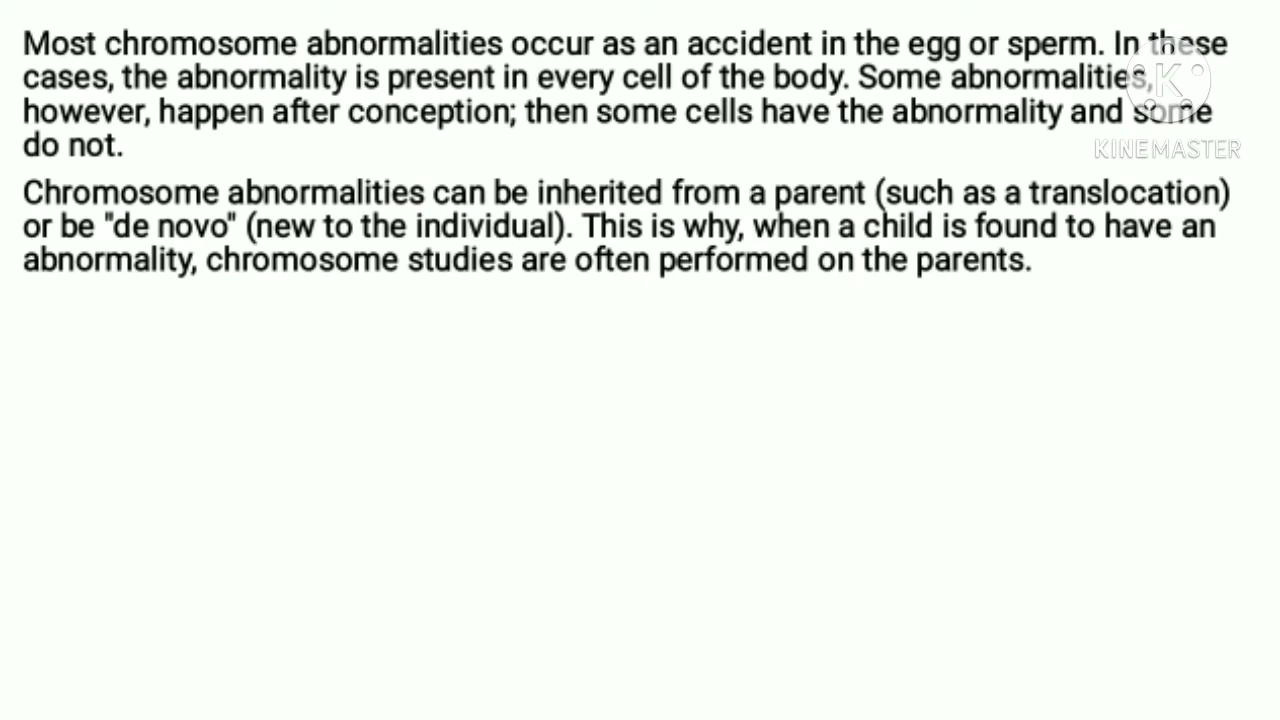 Most chromosome abnormalities occur as an accident in the egg or sperm. In these
cases, the abnormality is present in every cell of the body. Some abnormalities,
however, happen after conception; then some cells have the abnormality and some
do not.
KINEMASTER
Chromosome abnormalities can be inherited from a parent (such as a translocation)
or be "de novo" (new to the individual). This is why, when a child is found to have an
abnormality, chromosome studies are often performed on the parents.